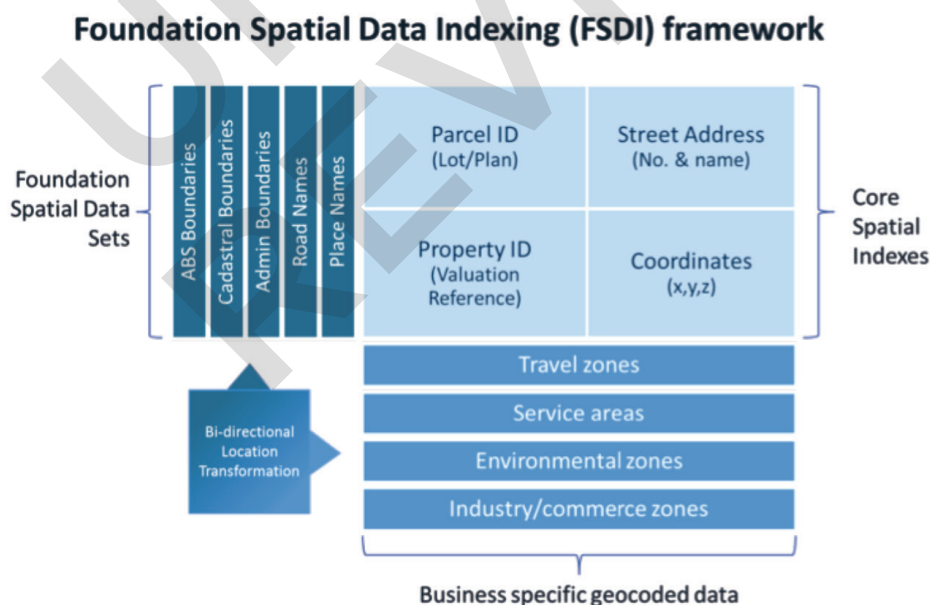 Foundation Spatial Data Indexing (FSDI) framework
Foundation
Spatial Data
Sets
ABS Boundaries
Cadastral Boundaries
Admin Boundaries
Road Names
Place Names
Parcel ID
(Lot/Plan)
Street Address
(No. & name)
Property ID
(Valuation
Reference)
Coordinates
(x,y,z)
Core
Spatial
Indexes
Travel zones
Service areas
Environmental zones
Industry/commerce zones
Bi-directional
Location
Transformation
Business specific geocoded data